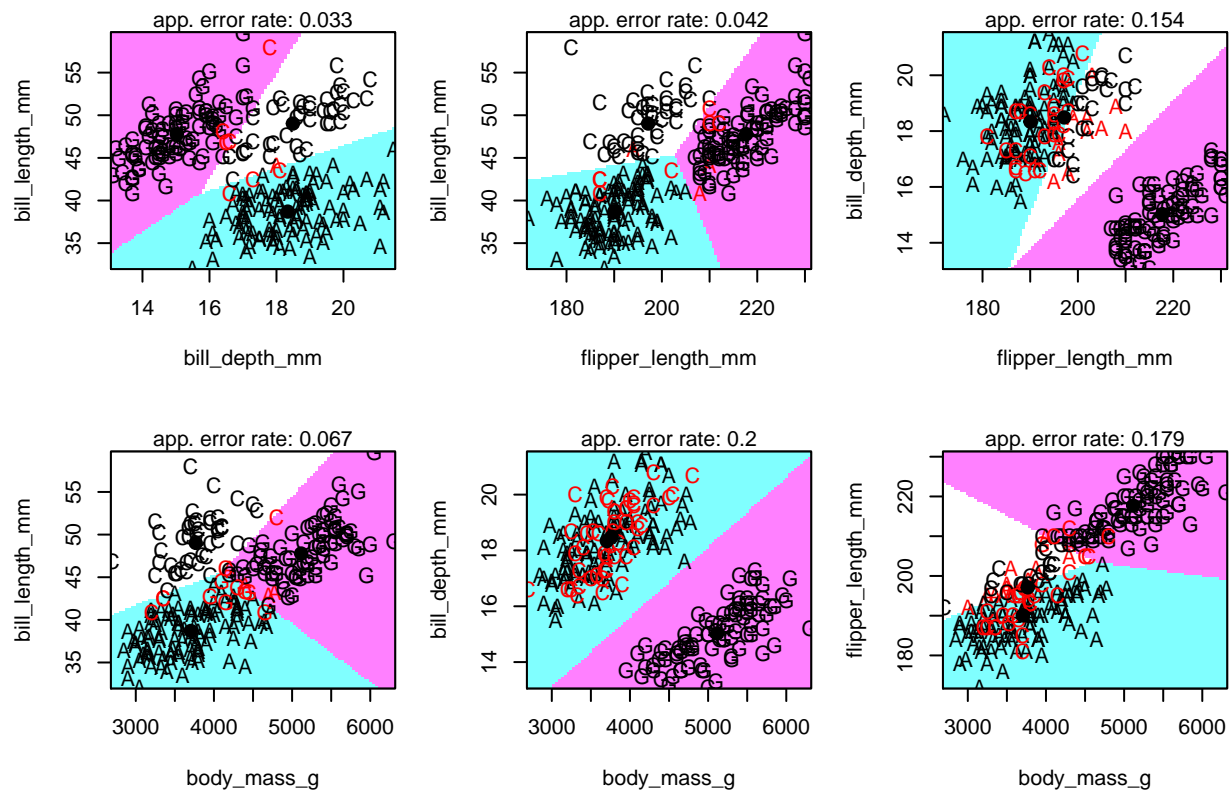 app. error rate: 0.033
bill_length_mm
35 40 45 50 55
14 16 18 20
bill_depth_mm
app. error rate: 0.042
bill_length_mm
35 40 45 50 55
180 200 220
flipper_length_mm
app. error rate: 0.154
bill_depth_mm
14 16 18 20
180 200 220
flipper_length_mm
app. error rate: 0.067
bill_length_mm
35 40 45 50 55
3000 4000 5000 6000
body_mass_g
app. error rate: 0.2
bill_depth_mm
14 16 18 20
3000 4000 5000 6000
body_mass_g
app. error rate: 0.179
flipper_length_mm
180 200 220
3000 4000 5000 6000
body_mass_g